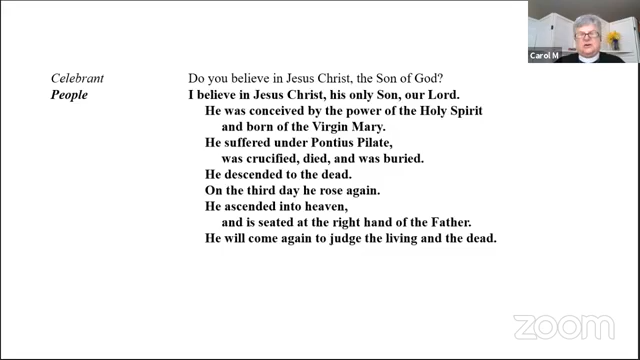 Carol M
Celebrant Do you believe in Jesus Christ, the Son of God?
People I believe in Jesus Christ, his only Son, our Lord.
He was conceived by the power of the Holy Spirit
and born of the Virgin Mary.
He suffered under Pontius Pilate,
was crucified, died, and was buried.
He descended to the dead.
On the third day he rose again.
He ascended into heaven,
and is seated at the right hand of the Father.
He will come again to judge the living and the dead.
zoom